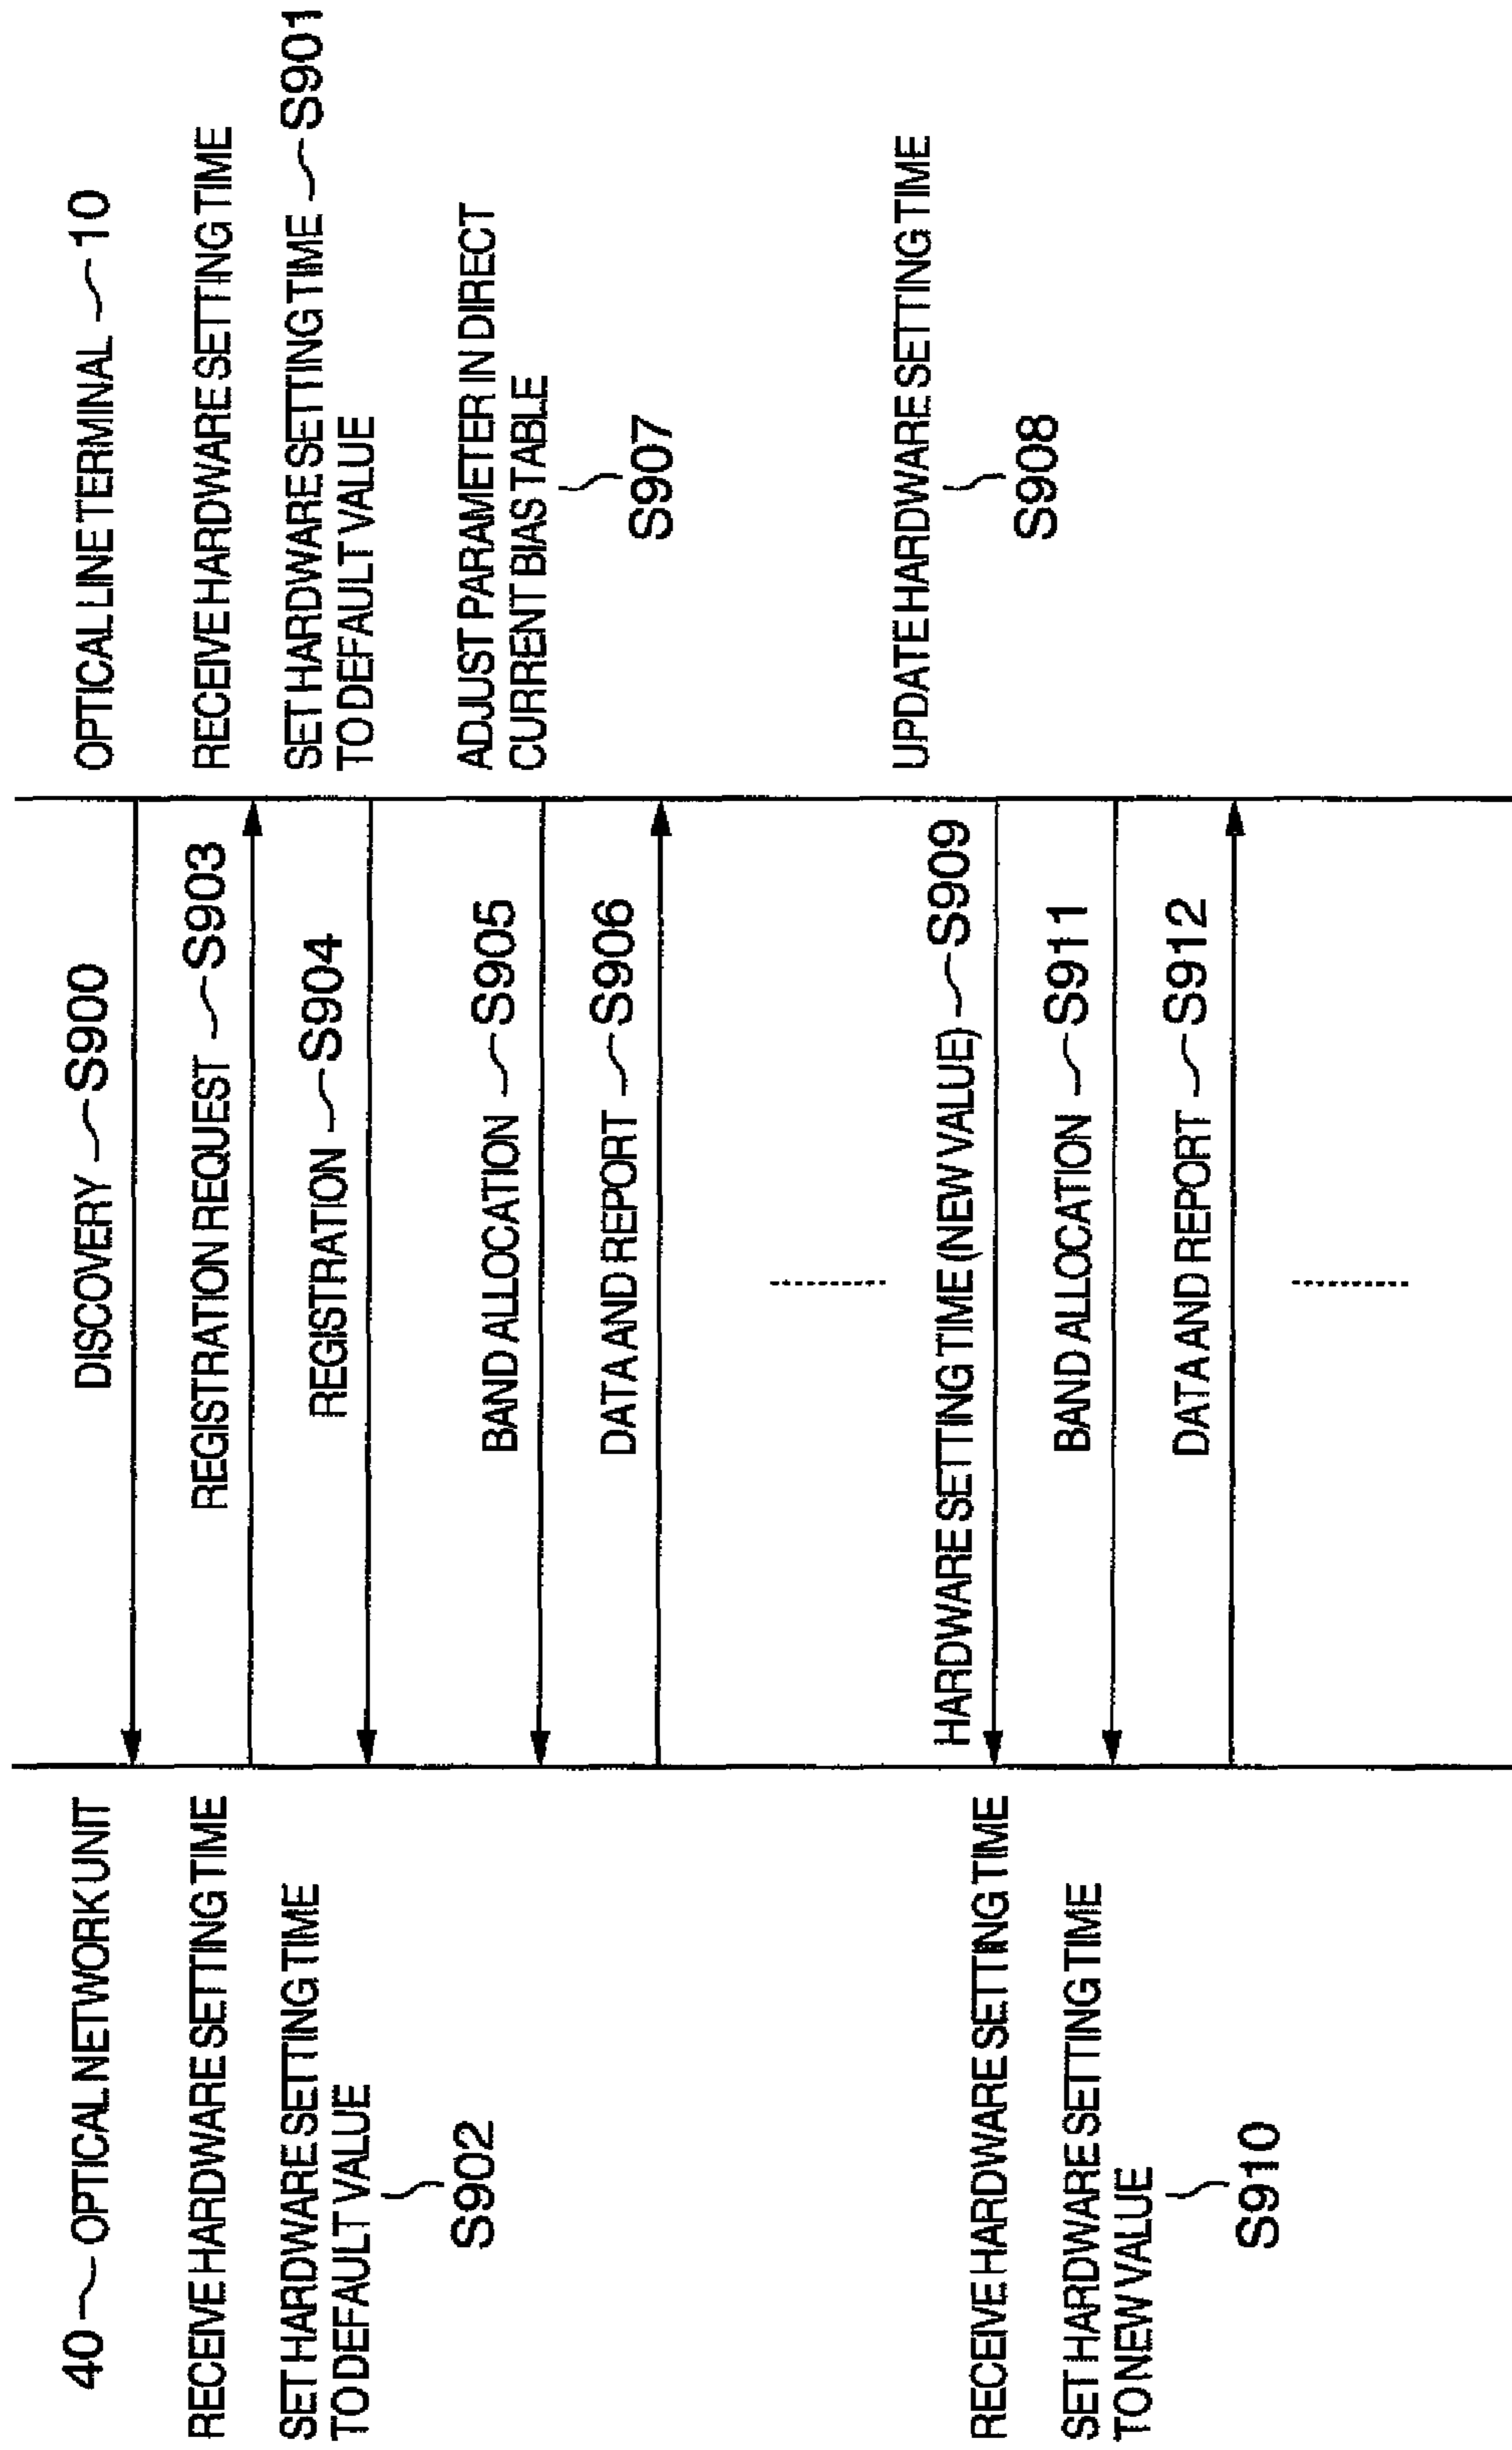 40 OPTICAL NETWORK UNIT
OPTICAL LINE TERMINAL 10
DISCOVERY S900
RECEIVE HARDWARE SETTING TIME
REGISTRATION REQUEST S903
RECEIVE HARDWARE SETTING TIME
SET HARDWARE SETTING TIME
TO DEFAULT VALUE
S902
REGISTRATION S904
SET HARDWARE SETTING TIME S901
TO DEFAULT VALUE
BAND ALLOCATION S905
ADJUST PARAMETER IN DIRECT
CURRENT BIAS TABLE
S907
DATA AND REPORT S906
UPDATE HARDWARE SETTING TIME
S908
HARDWARE SETTING TIME (NEW VALUE) S909
RECEIVE HARDWARE SETTING TIME
SET HARDWARE SETTING TIME
TO NEW VALUE
S910
BAND ALLOCATION S911
DATA AND REPORT S912